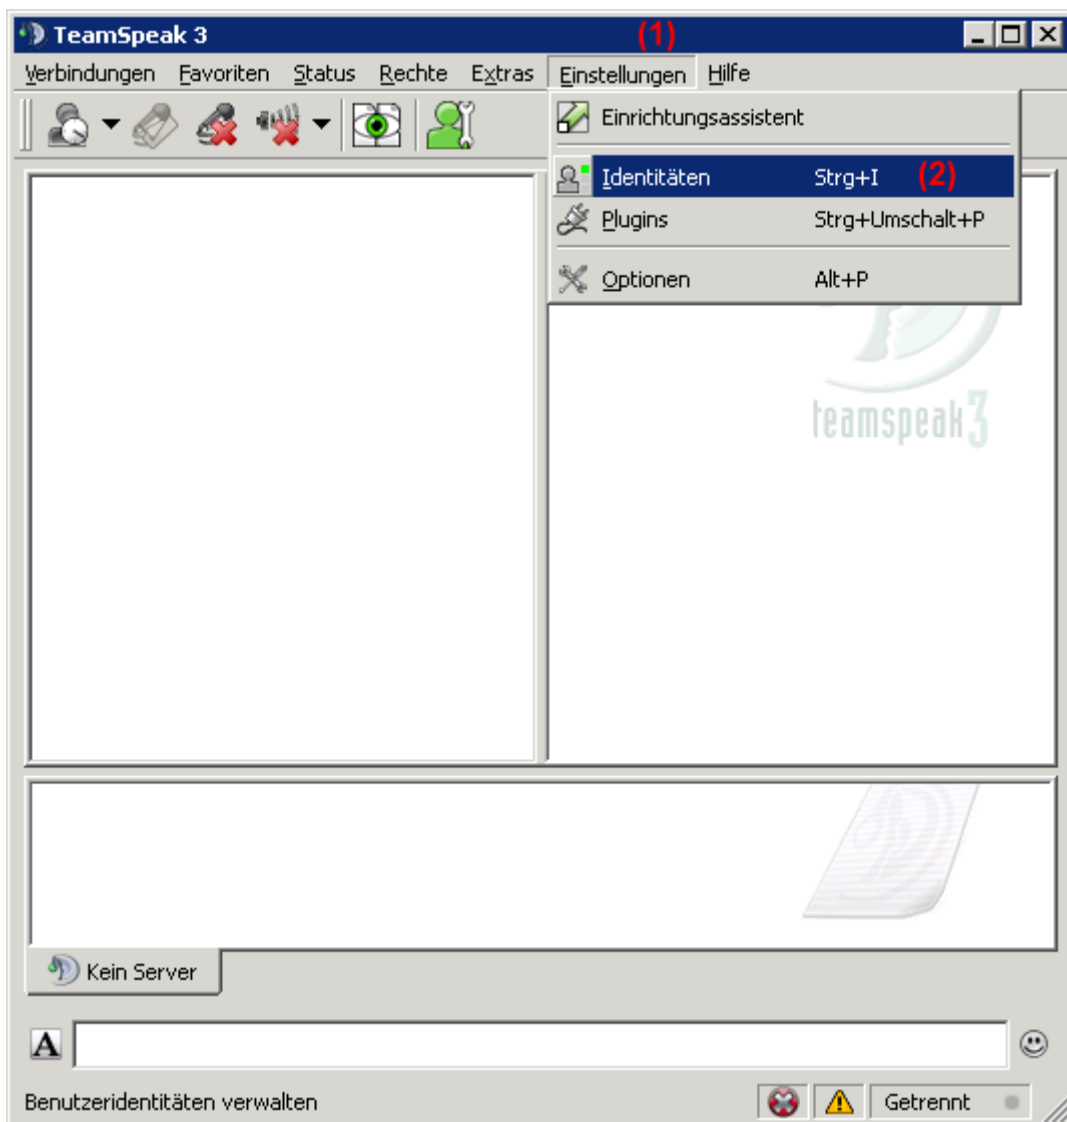 TeamSpeak 3 (1)
Verbindungen Favoriten Status Rechte Extras Einstellungen Hilfe
Einrichtungsassistent
Identitäten Strg+I (2)
Plugins Strg+Umschalt+P
Optionen Alt+P
teamspeak 3
Kein Server
A
Benutzeridentitäten verwalten Getrennt